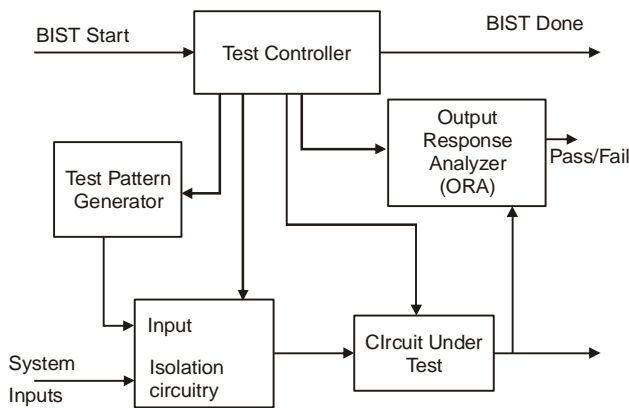 BIST Start
Test Controller
BIST Done
Output
Response
Analyzer
(ORA)
Pass/Fail
Test Pattern
Generator
Input
Isolation
circuitry
CIrcuit Under
Test
System
Inputs